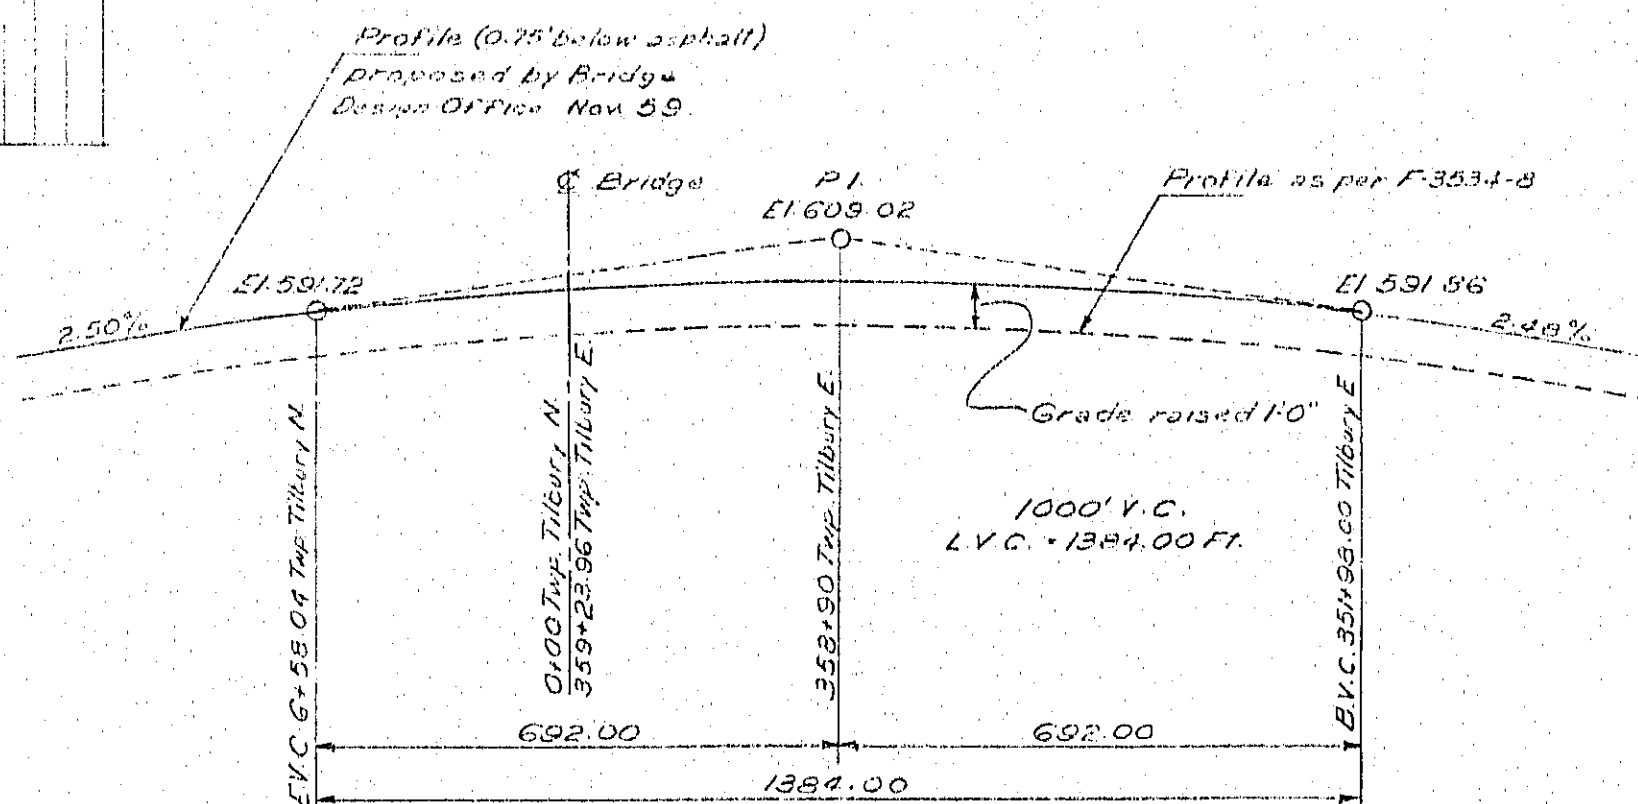 Profile (0.75' below asphalt)
proposed by Bridge
Design Office Nov 59.
℄ Bridge
P.I.
El. 609.02
Profile as per F-3534-8
El. 591.72
El 591.86
2.50%
2.48%
Grade raised 1'-0"
1000' V.C.
L.V.C. = 1384.00 Ft.
E.V.C. 6+58.04 Twp. Tilbury N.
0+00 Twp. Tilbury N.
359+23.96 Twp. Tilbury E.
358+90 Twp. Tilbury E.
B.V.C. 351+98.00 Tilbury E
692.00
692.00
1384.00